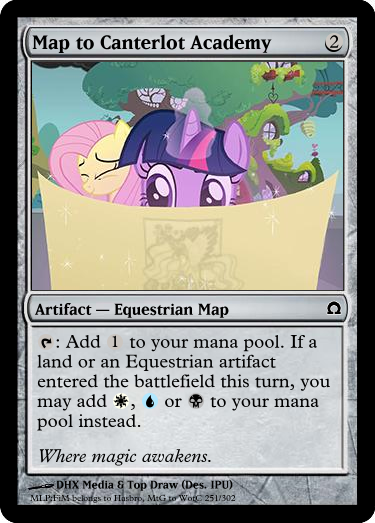 Map to Canterlot Academy 2
Artifact — Equestrian Map Ω
: Add 1 to your mana pool. If a
land or an Equestrian artifact
entered the battlefield this turn, you
may add , or to your mana
pool instead.
Where magic awakens.
DHX Media & Top Draw (Des. IPU)
MLP:FiM belongs to Hasbro, MtG to WotC 251/302